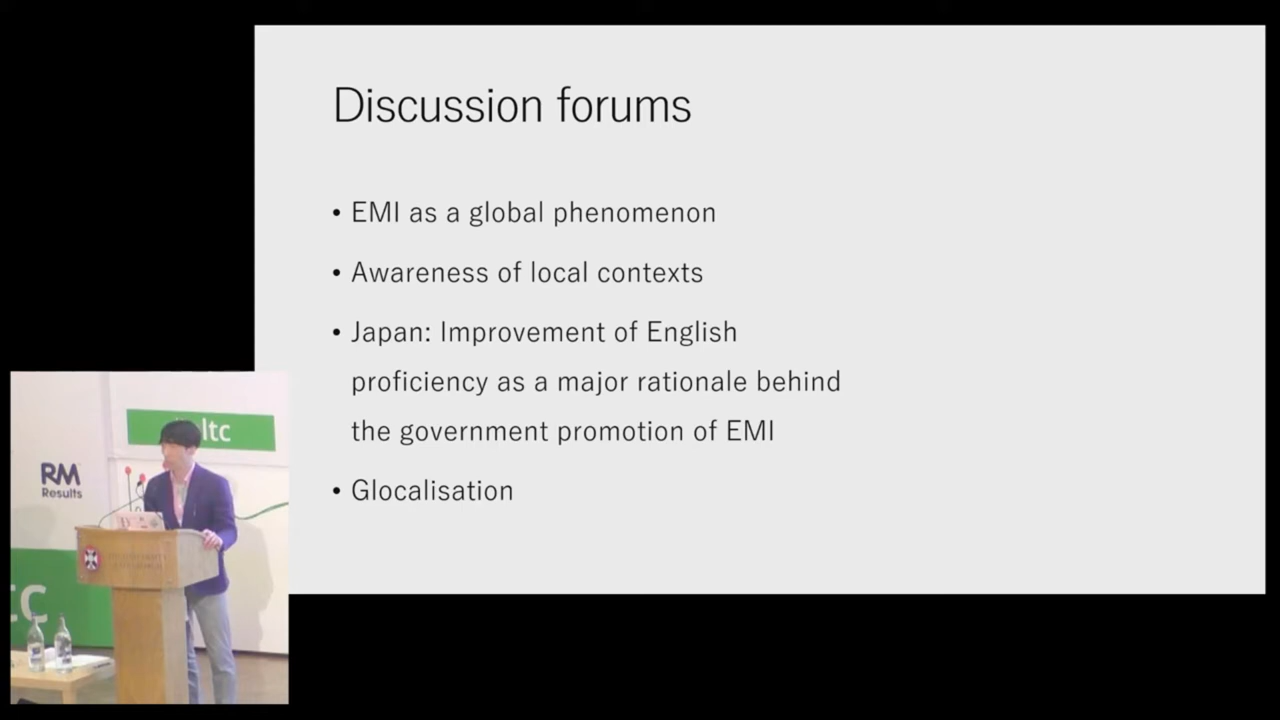 Discussion forums
• EMI as a global phenomenon
• Awareness of local contexts
• Japan: Improvement of English
proficiency as a major rationale behind
the government promotion of EMI
• Glocalisation
ltc
RM
Results
tc